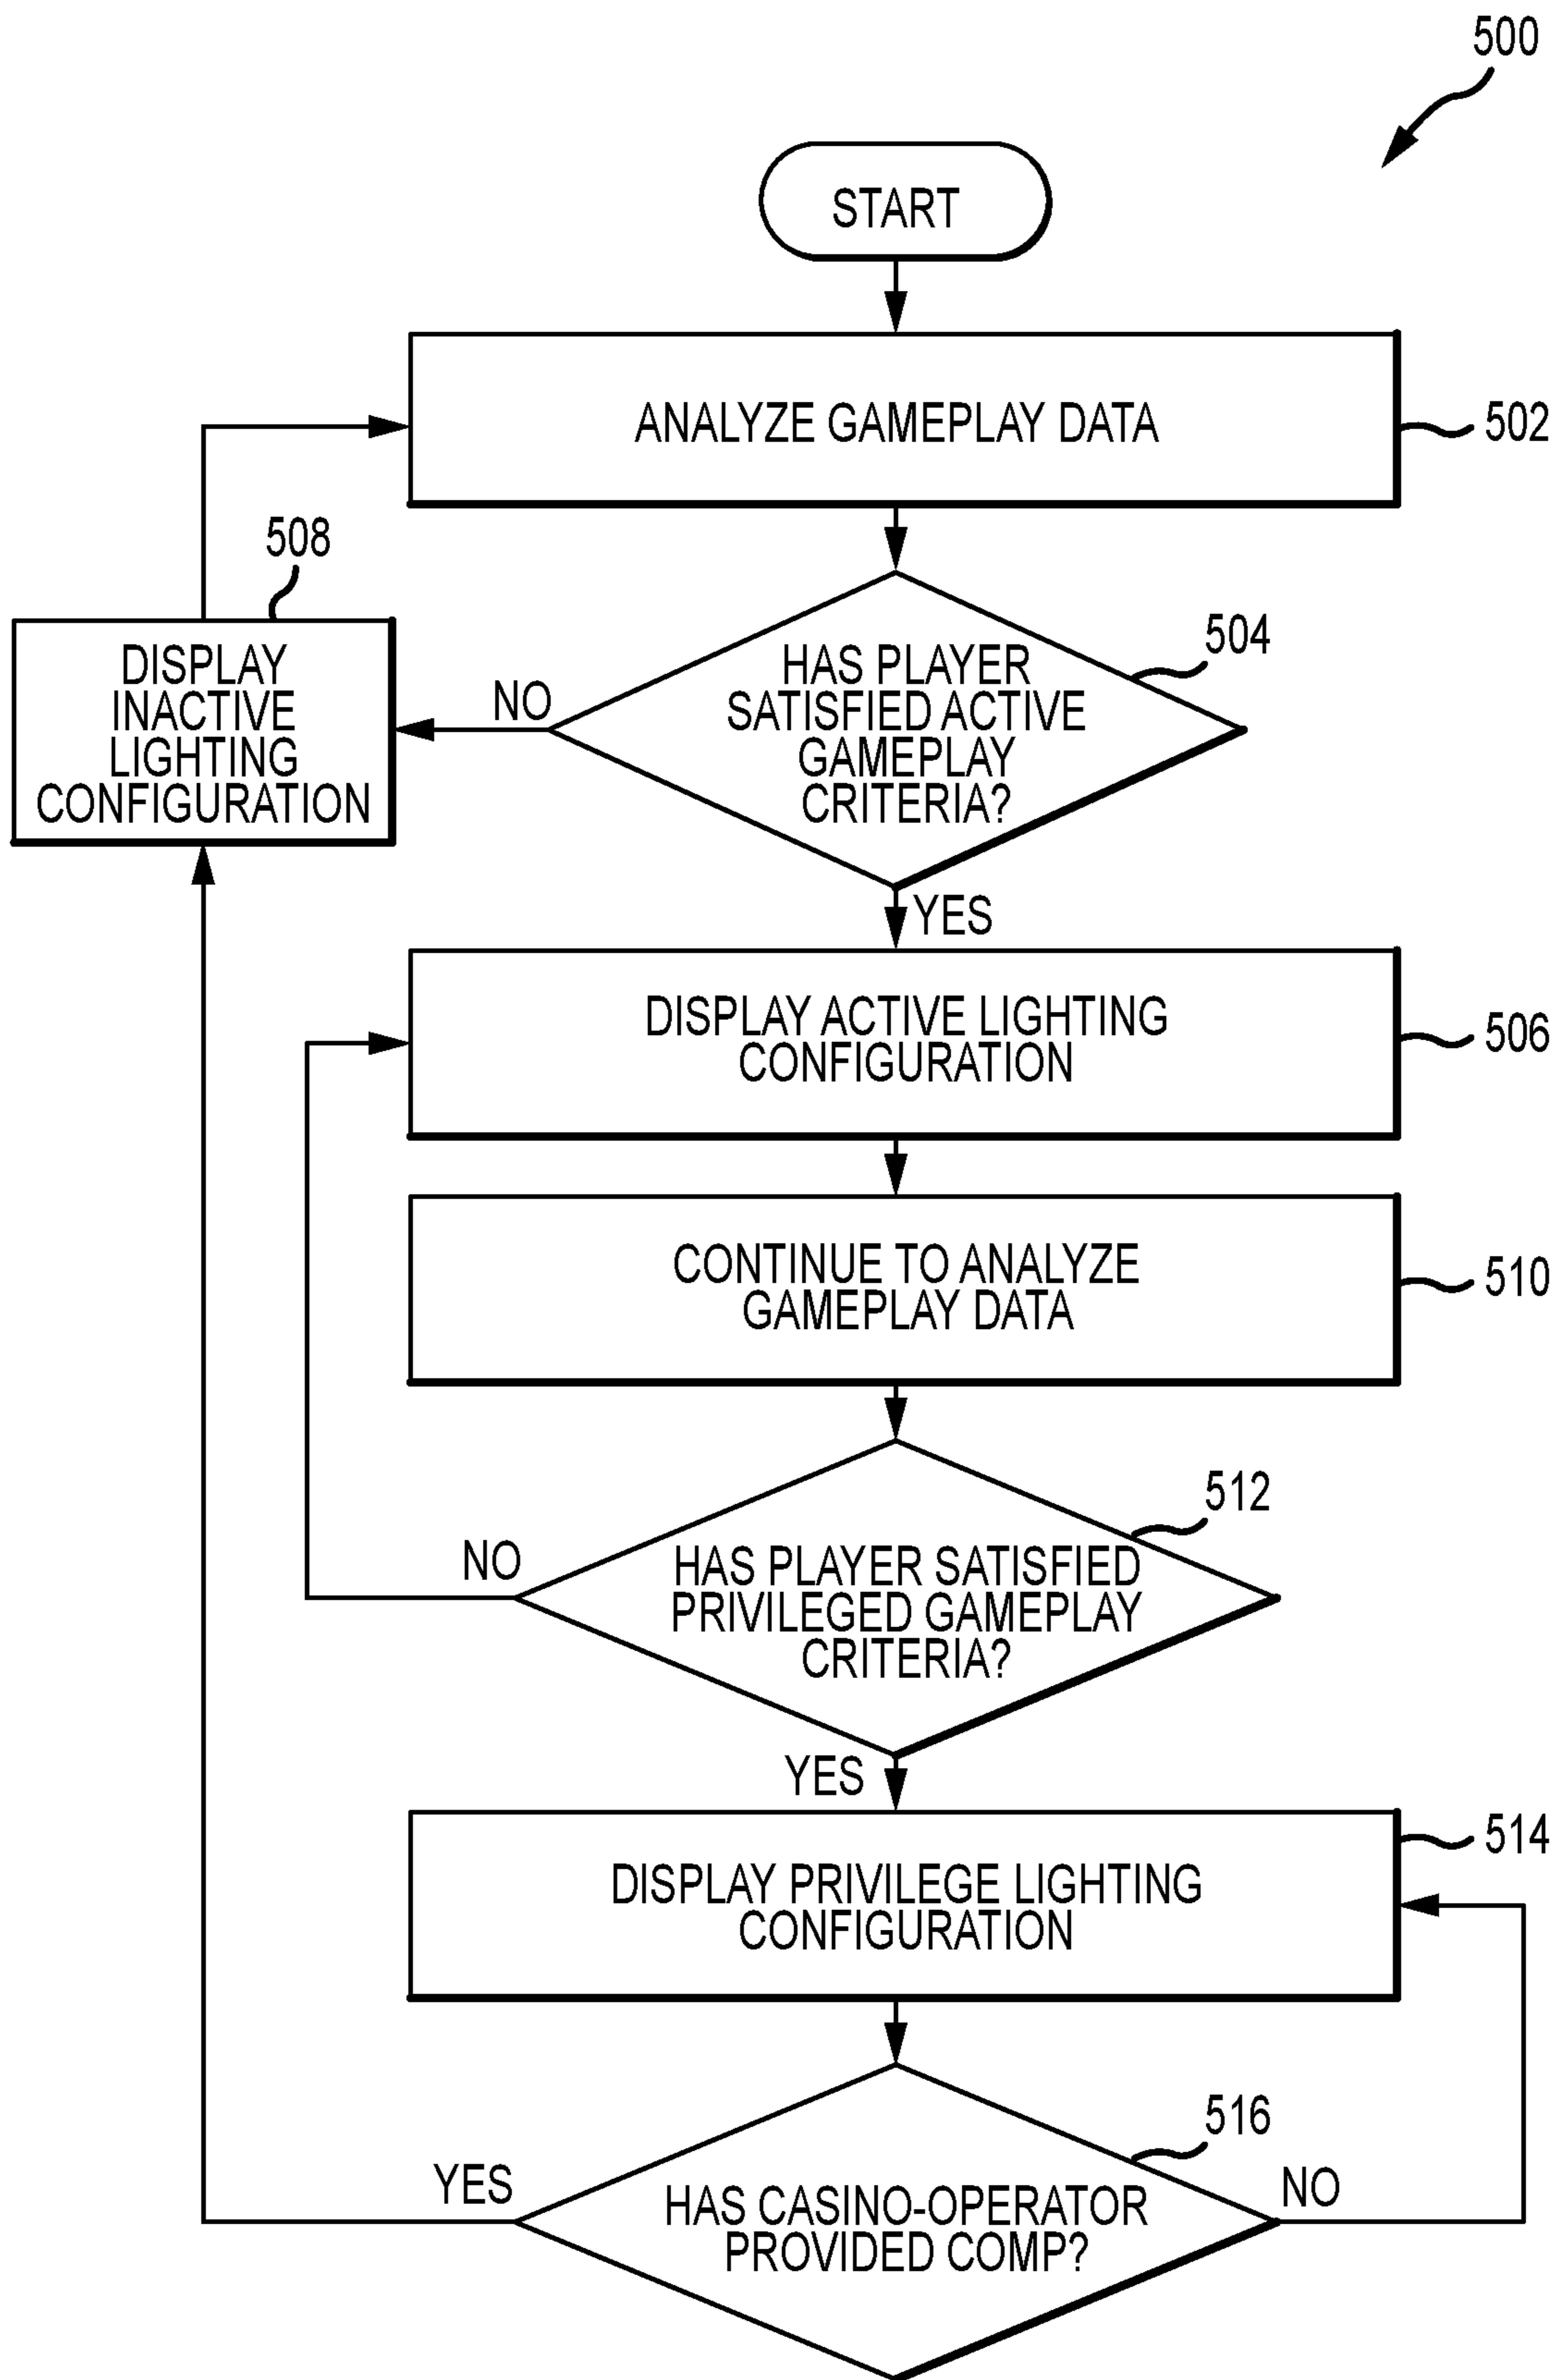 500
START
ANALYZE GAMEPLAY DATA
502
508
DISPLAY
INACTIVE
LIGHTING
CONFIGURATION
NO
HAS PLAYER
SATISFIED ACTIVE
GAMEPLAY
CRITERIA?
504
YES
DISPLAY ACTIVE LIGHTING
CONFIGURATION
506
CONTINUE TO ANALYZE
GAMEPLAY DATA
510
512
NO
HAS PLAYER SATISFIED
PRIVILEGED GAMEPLAY
CRITERIA?
YES
DISPLAY PRIVILEGE LIGHTING
CONFIGURATION
514
516
YES
HAS CASINO-OPERATOR
PROVIDED COMP?
NO